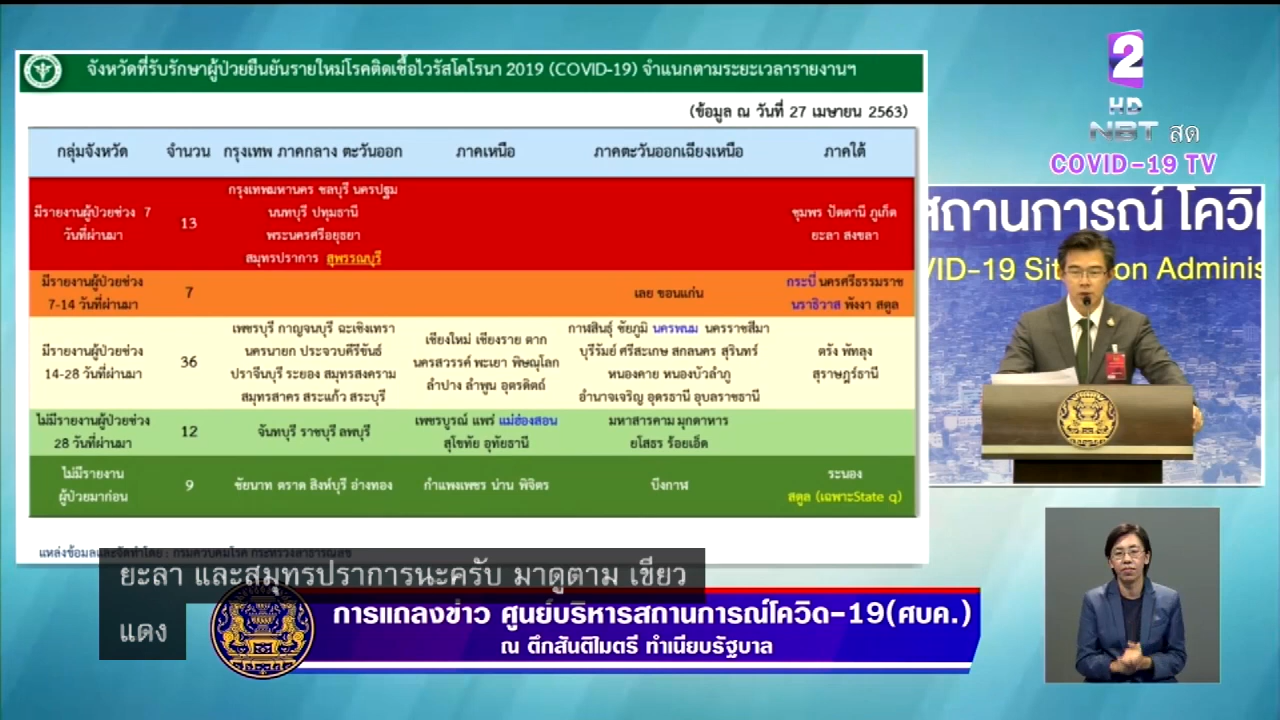 จังหวัดที่รับรักษาผู้ป่วยยืนยันรายใหม่โรคติดเชื้อไวรัสโคโรนา 2019 (COVID-19) จำแนกตามระยะเวลารายงานฯ
(ข้อมูล ณ วันที่ 27 เมษายน 2563)
กลุ่มจังหวัด จำนวน กรุงเทพ ภาคกลาง ตะวันออก ภาคเหนือ ภาคตะวันออกเฉียงเหนือ ภาคใต้
มีรายงานผู้ป่วยช่วง 7
วันที่ผ่านมา
13
กรุงเทพมหานคร ชลบุรี นครปฐม
นนทบุรี ปทุมธานี
พระนครศรีอยุธยา
สมุทรปราการ สุพรรณบุรี
ชุมพร ปัตตานี ภูเก็ต
ยะลา สงขลา
มีรายงานผู้ป่วยช่วง
7-14 วันที่ผ่านมา
7
เลย ขอนแก่น
กระบี่ นครศรีธรรมราช
นราธิวาส พังงา สตูล
มีรายงานผู้ป่วยช่วง
14-28 วันที่ผ่านมา
36
เพชรบุรี กาญจนบุรี ฉะเชิงเทรา
นครนายก ประจวบคีรีขันธ์
ปราจีนบุรี ระยอง สมุทรสงคราม
สมุทรสาคร สระแก้ว สระบุรี
เชียงใหม่ เชียงราย ตาก
นครสวรรค์ พะเยา พิษณุโลก
ลำปาง ลำพูน อุตรดิตถ์
กาฬสินธุ์ ชัยภูมิ นครพนม นครราชสีมา
บุรีรัมย์ ศรีสะเกษ สกลนคร สุรินทร์
หนองคาย หนองบัวลำภู
อำนาจเจริญ อุดรธานี อุบลราชธานี
ตรัง พัทลุง
สุราษฎร์ธานี
ไม่มีรายงานผู้ป่วยช่วง
28 วันที่ผ่านมา
12
จันทบุรี ราชบุรี ลพบุรี
เพชรบูรณ์ แพร่ แม่ฮ่องสอน
สุโขทัย อุทัยธานี
มหาสารคาม มุกดาหาร
ยโสธร ร้อยเอ็ด
ไม่มีรายงาน
ผู้ป่วยมาก่อน
9
ชัยนาท ตราด สิงห์บุรี อ่างทอง
กำแพงเพชร น่าน พิจิตร
บึงกาฬ
ระนอง
สตูล (เฉพาะState q)
แหล่งข้อมูลและจัดทำโดย : กรมควบคุมโรค กระทรวงสาธารณสุข
ยะลา และสมุทรปราการนะครับ มาดูตาม เขียว
แดง
การแถลงข่าว ศูนย์บริหารสถานการณ์โควิด-19(ศบค.)
ณ ตึกสันติไมตรี ทำเนียบรัฐบาล
2
HD
NBT สด
COVID-19 TV
สถานการณ์ โควิ
VID-19 Sit on Adminis